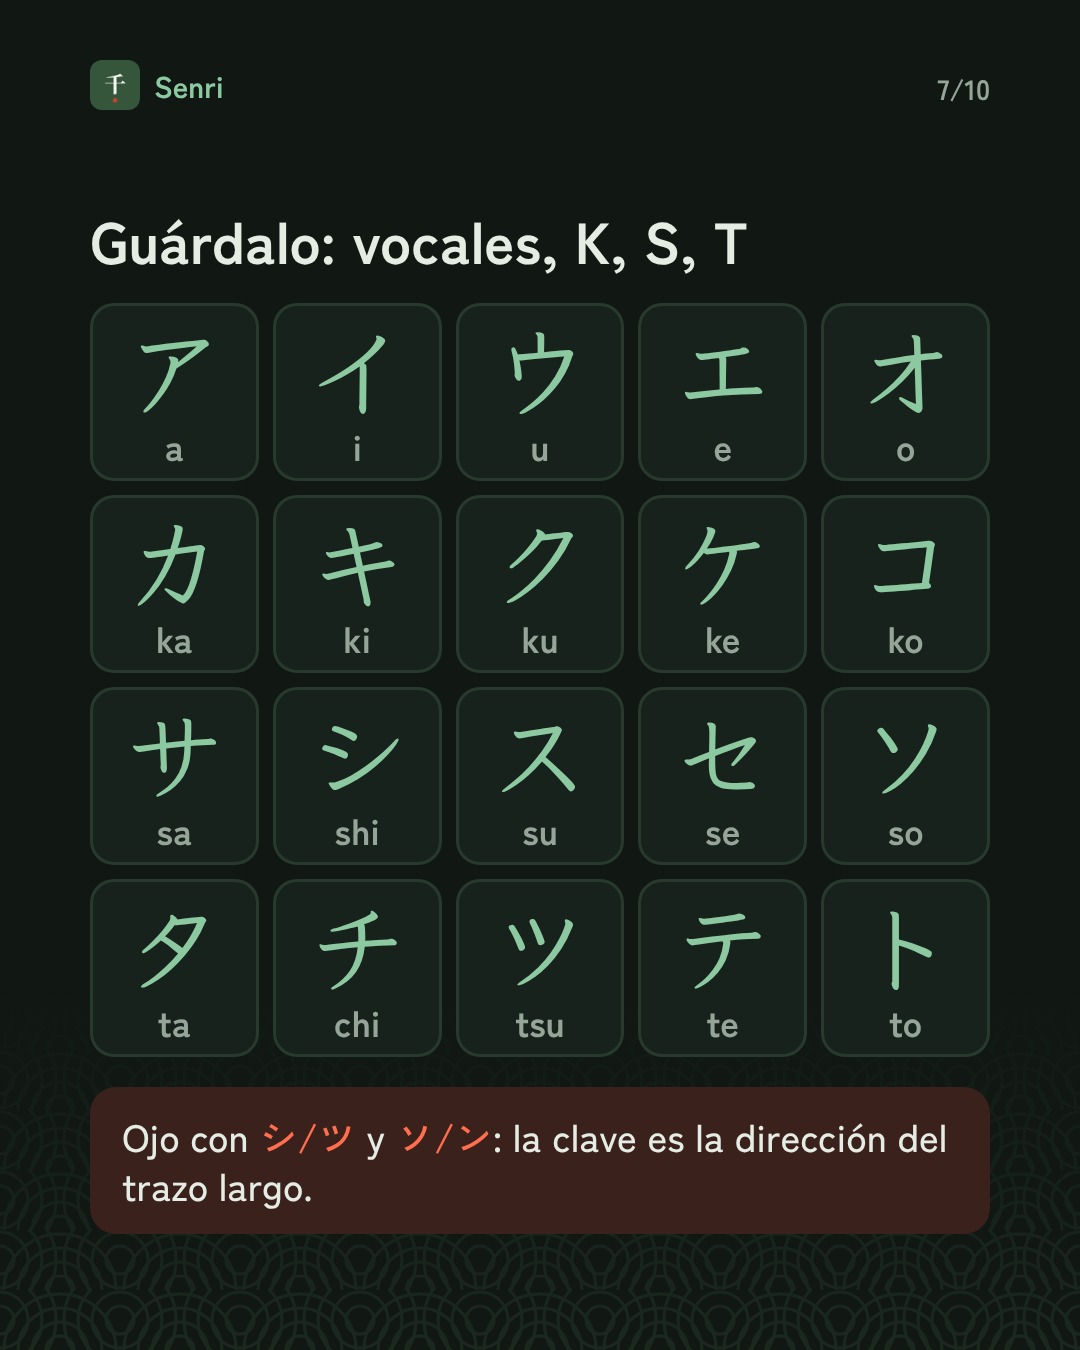 千 Senri
7/10
Guárdalo: vocales, K, S, T
ア イ ウ エ オ
a i u e o
カ キ ク ケ コ
ka ki ku ke ko
サ シ ス セ ソ
sa shi su se so
タ チ ツ テ ト
ta chi tsu te to
Ojo con シ/ツ y ソ/ン: la clave es la dirección del
trazo largo.